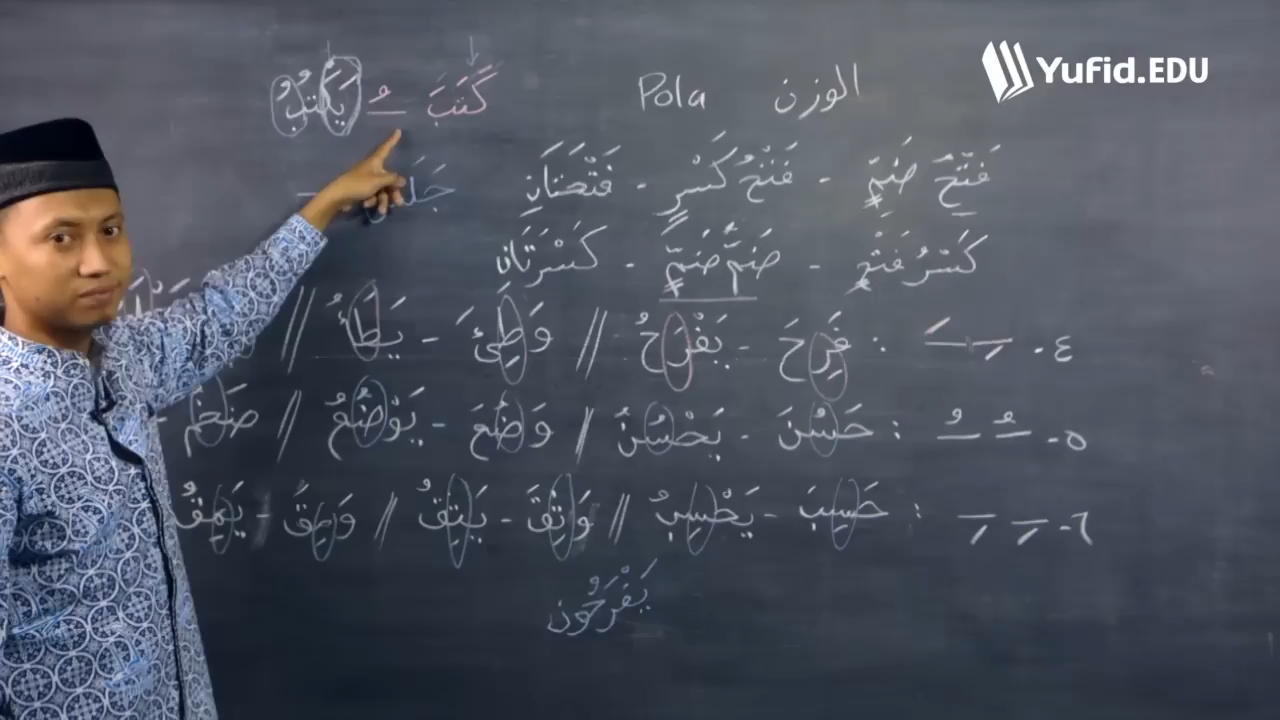 Yufid.EDU
الوزن Pola
كَتَبَ ـُ يَكْتُبُ
فَتْحُ ضَمٍّ - فَتْحُ كَسْرٍ - فَتْحَتَانِ
كَسْرُ فَتْحٍ - ضَمُّ ضَمٍّ - كَسْرَتَانِ
٤- ـِ ـَ : فَرِحَ - يَفْرَحُ // وَطِئَ - يَطَأُ //
٥- ـُ ـُ : حَسُنَ - يَحْسُنُ // وَضُعَ - يَوْضُعُ // ضَخُمَ -
٦- ـِ ـِ : حَسِبَ - يَحْسِبُ // وَثِقَ - يَثِقُ // وَمِقَ - يَمِقُ
يَفْرَحُونَ